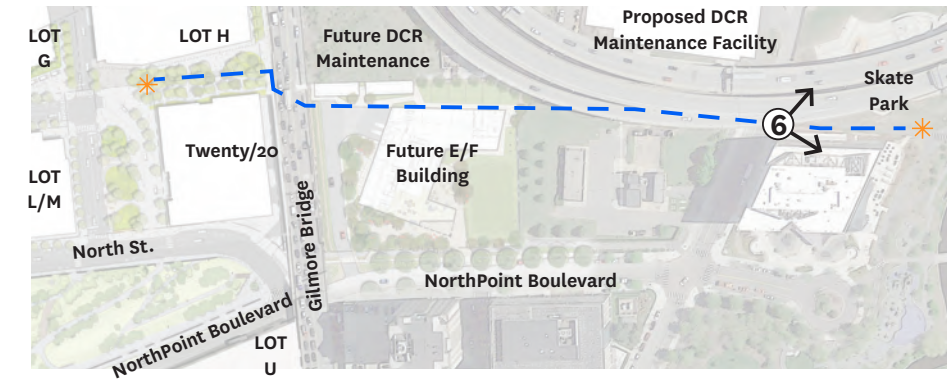 LOT
G
LOT H
Future DCR
Maintenance
Proposed DCR
Maintenance Facility
Skate
Park
6
Twenty/20
Future E/F
Building
LOT
L/M
North St.
Gilmore Bridge
NorthPoint Boulevard
NorthPoint Boulevard
LOT
U